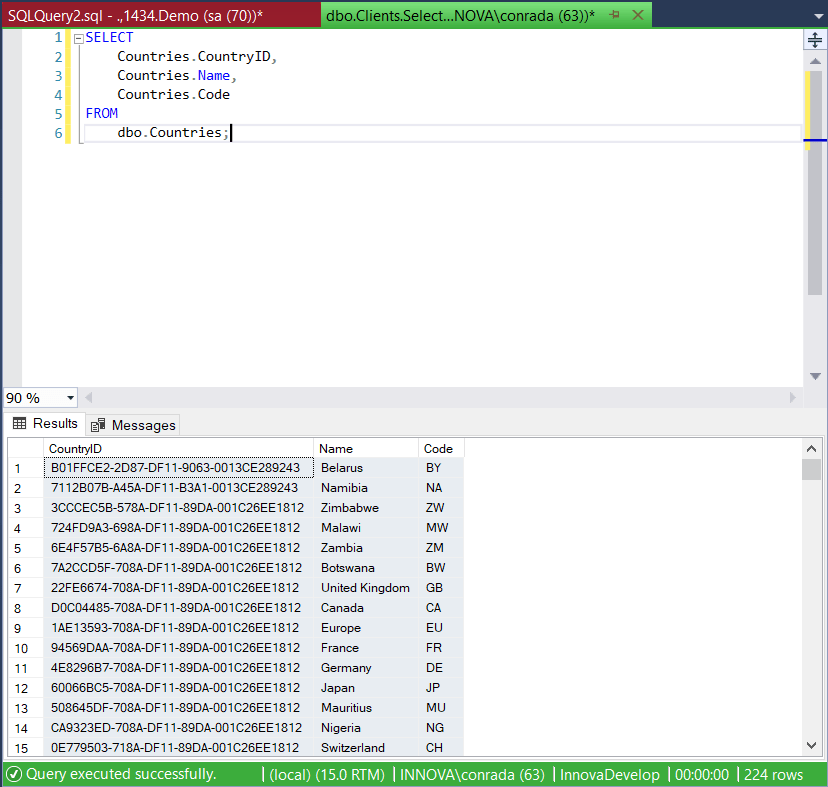 SQLQuery2.sql - .,1434.Demo (sa (70))* dbo.Clients.Select...NOVA\conrada (63))*
1 SELECT
2 Countries.CountryID,
3 Countries.Name,
4 Countries.Code
5 FROM
6 dbo.Countries;
90 %
Results Messages
CountryID Name Code
1 B01FFCE2-2D87-DF11-9063-0013CE289243 Belarus BY
2 7112B07B-A45A-DF11-B3A1-0013CE289243 Namibia NA
3 3CCCEC5B-578A-DF11-89DA-001C26EE1812 Zimbabwe ZW
4 724FD9A3-698A-DF11-89DA-001C26EE1812 Malawi MW
5 6E4F57B5-6A8A-DF11-89DA-001C26EE1812 Zambia ZM
6 7A2CCD5F-708A-DF11-89DA-001C26EE1812 Botswana BW
7 22FE6674-708A-DF11-89DA-001C26EE1812 United Kingdom GB
8 D0C04485-708A-DF11-89DA-001C26EE1812 Canada CA
9 1AE13593-708A-DF11-89DA-001C26EE1812 Europe EU
10 94569DAA-708A-DF11-89DA-001C26EE1812 France FR
11 4E8296B7-708A-DF11-89DA-001C26EE1812 Germany DE
12 60066BC5-708A-DF11-89DA-001C26EE1812 Japan JP
13 508645DF-708A-DF11-89DA-001C26EE1812 Mauritius MU
14 CA9323ED-708A-DF11-89DA-001C26EE1812 Nigeria NG
15 0E779503-718A-DF11-89DA-001C26EE1812 Switzerland CH
Query executed successfully. (local) (15.0 RTM) INNOVA\conrada (63) InnovaDevelop 00:00:00 224 rows